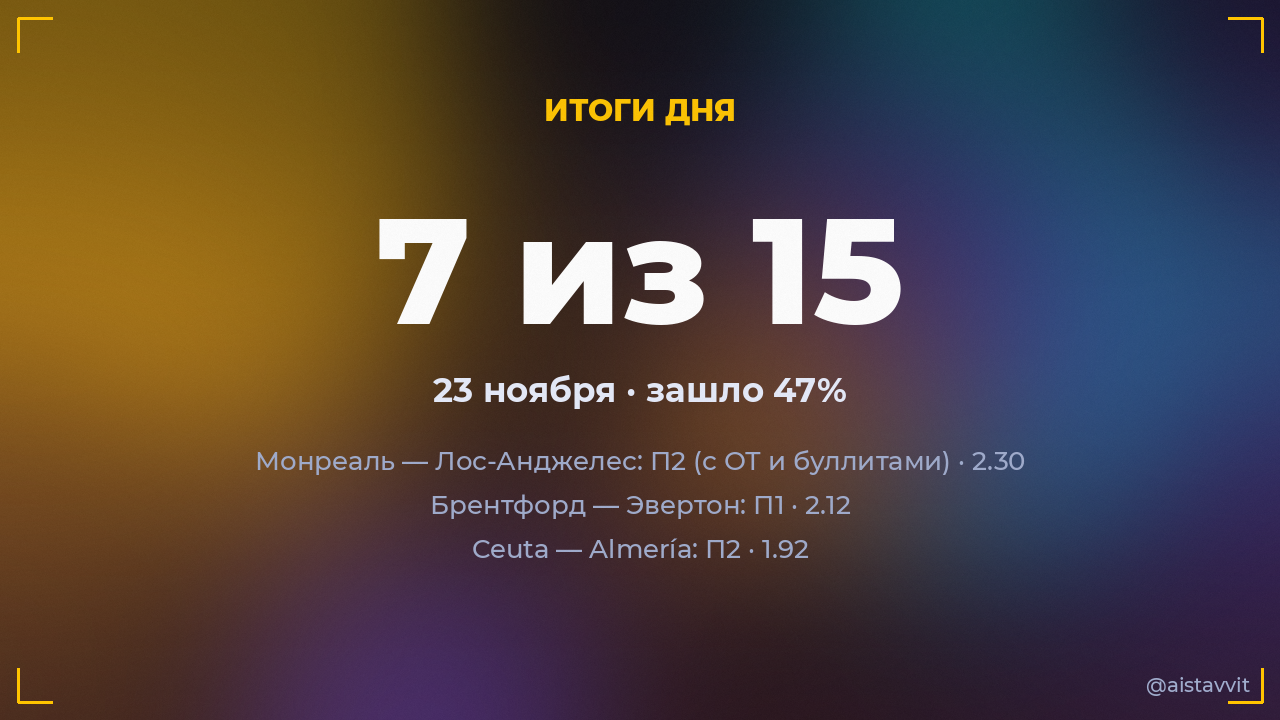 ИТОГИ ДНЯ
7 из 15
23 ноября · зашло 47%
Монреаль — Лос-Анджелес: П2 (с ОТ и буллитами) · 2.30
Брентфорд — Эвертон: П1 · 2.12
Ceuta — Almería: П2 · 1.92
@aistavvit